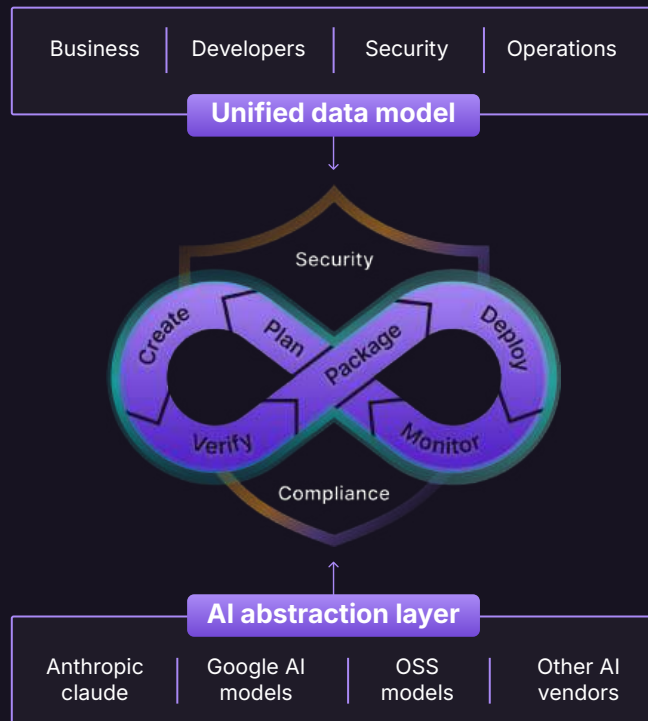 Business
Developers
Security
Operations
Unified data model
Security
Create
Plan
Package
Deploy
Verify
Monitor
Compliance
AI abstraction layer
Anthropic
claude
Google AI
models
OSS
models
Other AI
vendors